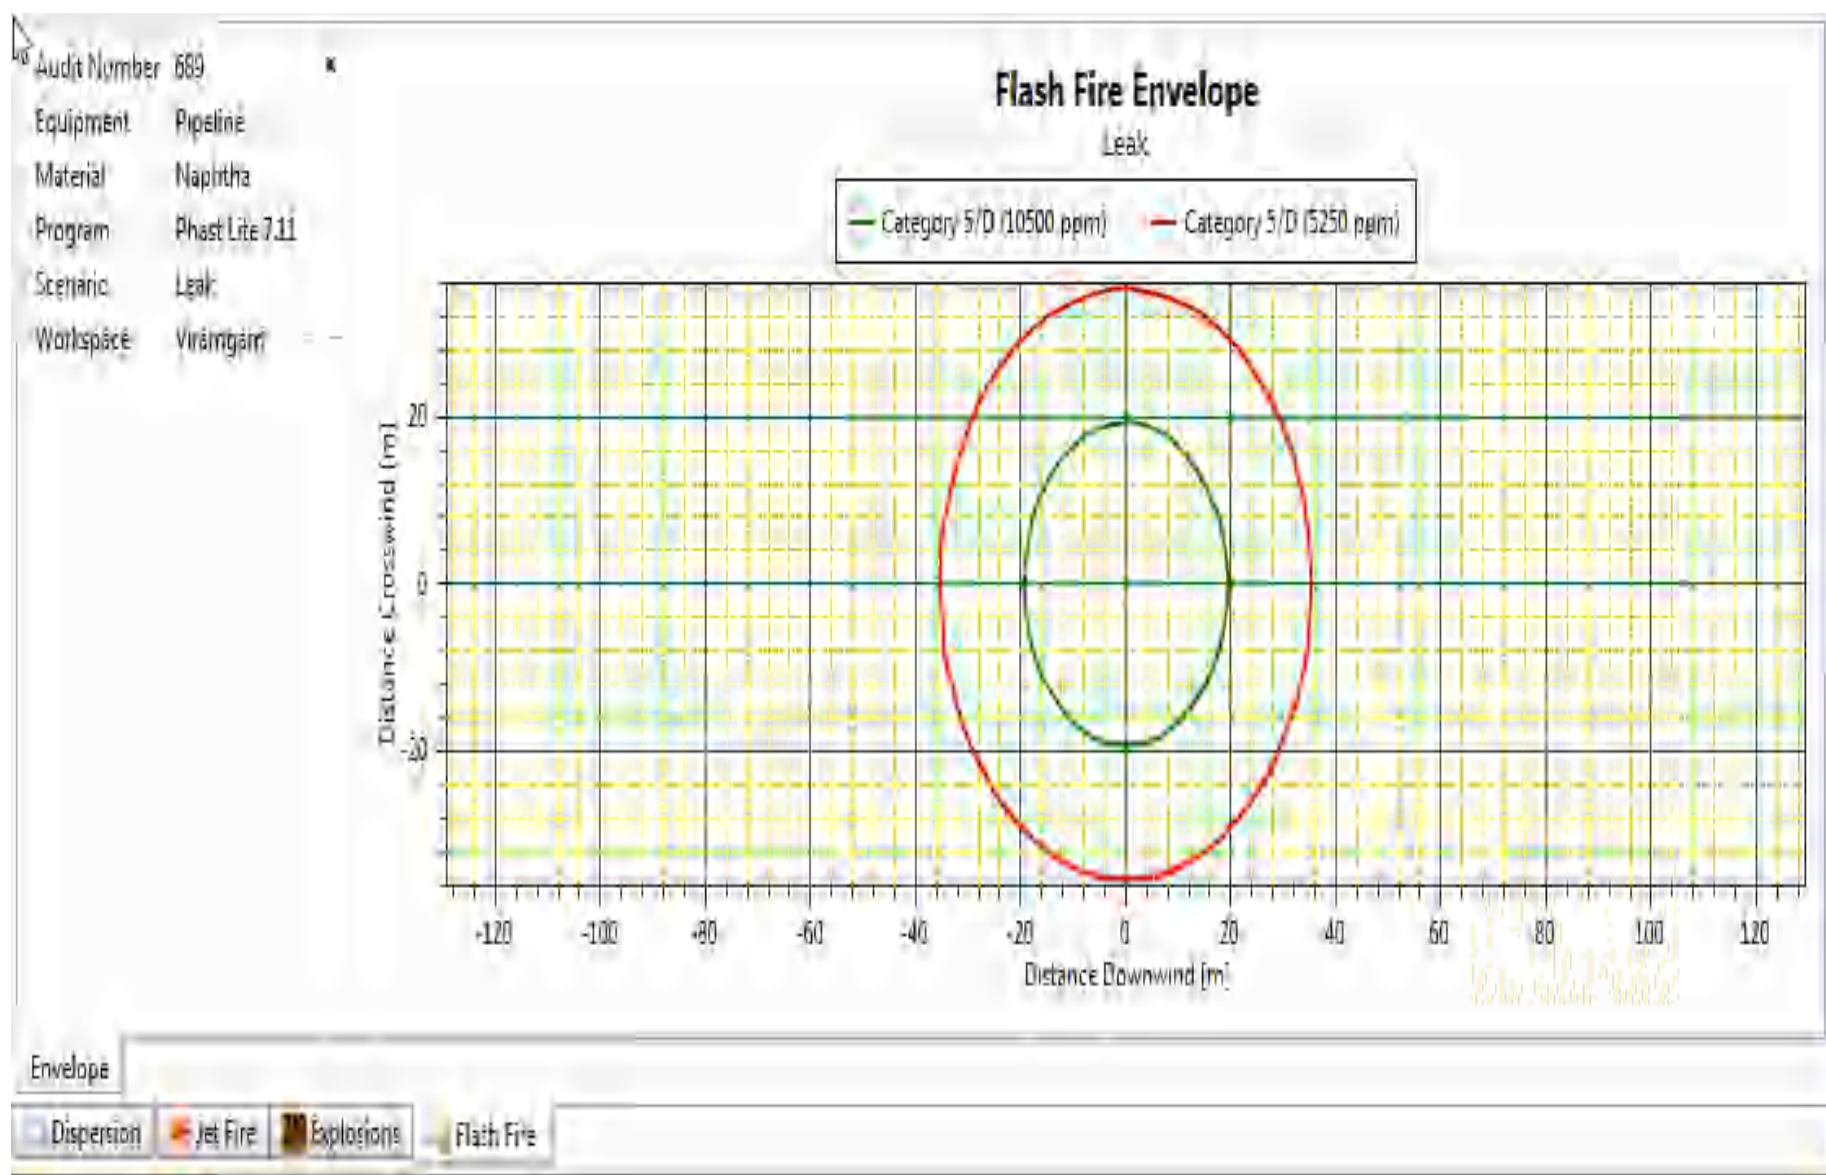 Audit Number 689
Equipment Pipeline
Material Naphtha
Program Phast Lite 7.11
Scenario Leak
Workspace Viramgam
Flash Fire Envelope
Leak
Category 5/D (10500 ppm) Category 5/D (5250 ppm)
Distance Crosswind [m]
20
0
-20
-120 -100 -80 -60 -40 -20 0 20 40 60 80 100 120
Distance Downwind [m]
Envelope
Dispersion Jet Fire Explosions Flash Fire